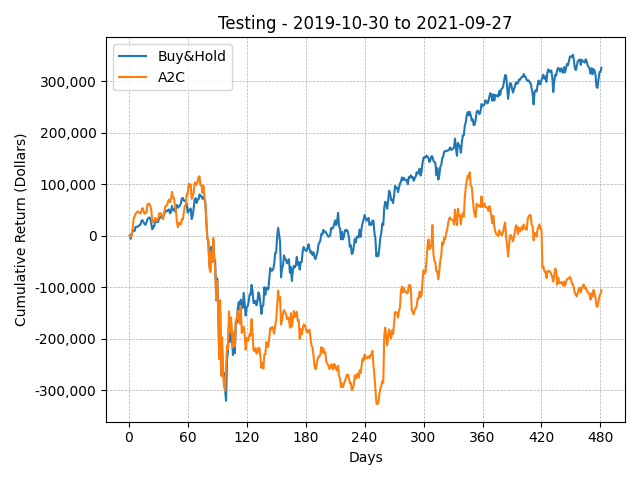 Testing - 2019-10-30 to 2021-09-27
Buy&Hold
A2C
300,000
200,000
100,000
0
-100,000
-200,000
-300,000
Cumulative Return (Dollars)
0 60 120 180 240 300 360 420 480
Days